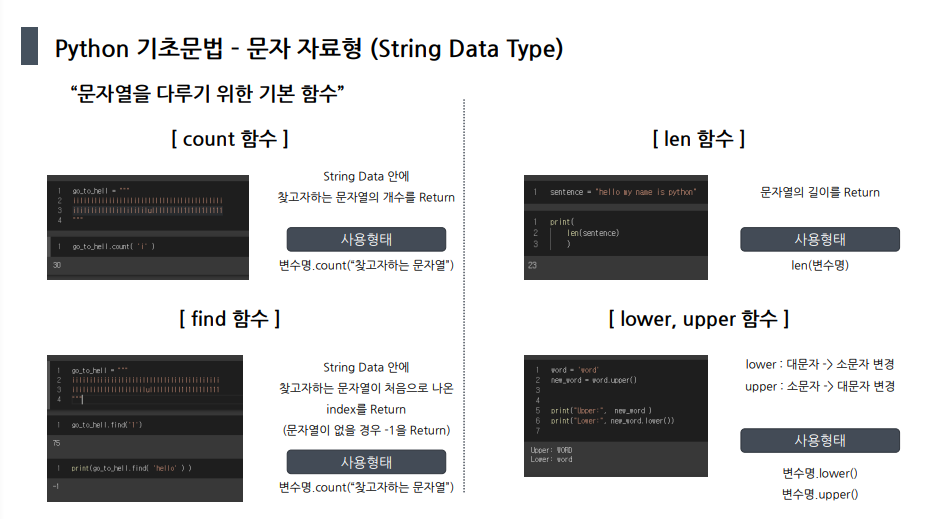 Python 기초문법 - 문자 자료형 (String Data Type)
“문자열을 다루기 위한 기본 함수”
[ count 함수 ]
1 go_to_hell = """
2
3
4 """
1 go_to_hell.count( 'i' )
30
String Data 안에
찾고자하는 문자열의 개수를 Return
사용형태
변수명.count(“찾고자하는 문자열”)
[ find 함수 ]
1 go_to_hell = """
2
3
4 """
1 go_to_hell.find('l')
75
1 print(go_to_hell.find( 'hello' ) )
-1
String Data 안에
찾고자하는 문자열이 처음으로 나온
index를 Return
(문자열이 없을 경우 -1을 Return)
사용형태
변수명.count(“찾고자하는 문자열”)
[ len 함수 ]
1 sentence = "hello my name is python"
1 print(
2 len(sentence)
3 )
23
문자열의 길이를 Return
사용형태
len(변수명)
[ lower, upper 함수 ]
1 word = 'word'
2 new_word = word.upper()
3
4
5 print("Upper:", new_word )
6 print("Lower:", new_word.lower())
7
Upper: WORD
Lower: word
lower : 대문자 -> 소문자 변경
upper : 소문자 -> 대문자 변경
사용형태
변수명.lower()
변수명.upper()